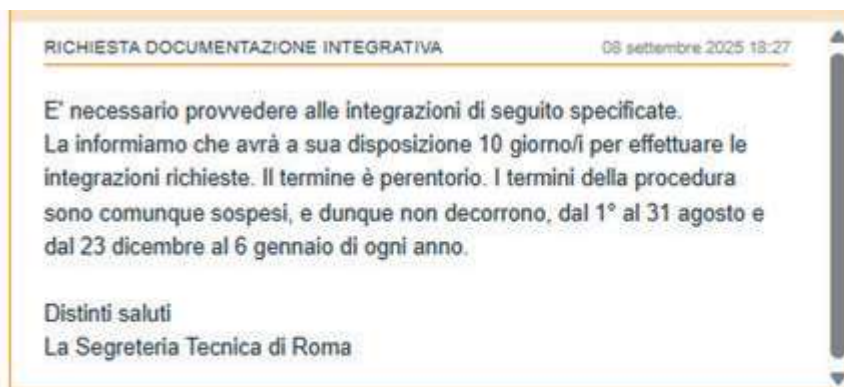 RICHIESTA DOCUMENTAZIONE INTEGRATIVA 08 settembre 2025 18:27
E' necessario provvedere alle integrazioni di seguito specificate.
La informiamo che avrà a sua disposizione 10 giorno/i per effettuare le
integrazioni richieste. Il termine è perentorio. I termini della procedura
sono comunque sospesi, e dunque non decorrono, dal 1° al 31 agosto e
dal 23 dicembre al 6 gennaio di ogni anno.
Distinti saluti
La Segreteria Tecnica di Roma